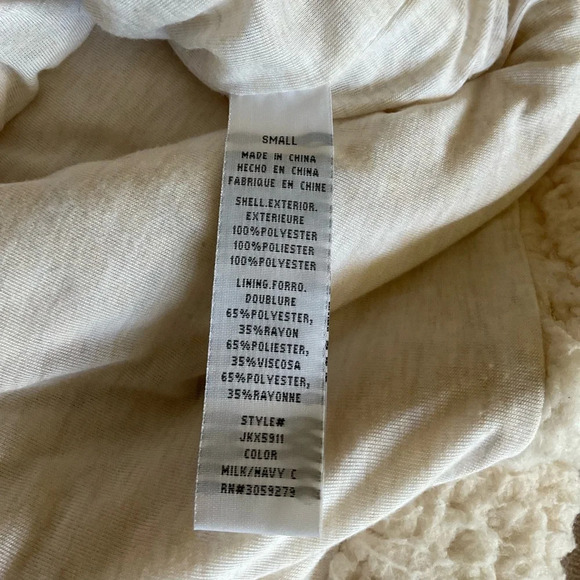 SMALL
MADE IN CHINA
HECHO EN CHINA
FABRIQUE EN CHINE
SHELL.EXTERIOR.
EXTERIEURE
100%POLYESTER
100%POLIESTER
100%POLYESTER
LINING.FORRO.
DOUBLURE
65%POLYESTER,
35%RAYON
65%POLIESTER,
35%VISCOSA
65%POLYESTER,
35%RAYONNE
STYLE#
JKX5911
COLOR
MILK/NAVY C
RN#3059279